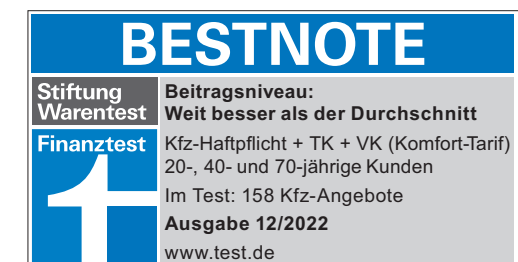 BESTNOTE
Stiftung
Warentest
Finanztest
Beitragsniveau:
Weit besser als der Durchschnitt
Kfz-Haftpflicht + TK + VK (Komfort-Tarif)
20-, 40- und 70-jährige Kunden
Im Test: 158 Kfz-Angebote
Ausgabe 12/2022
www.test.de